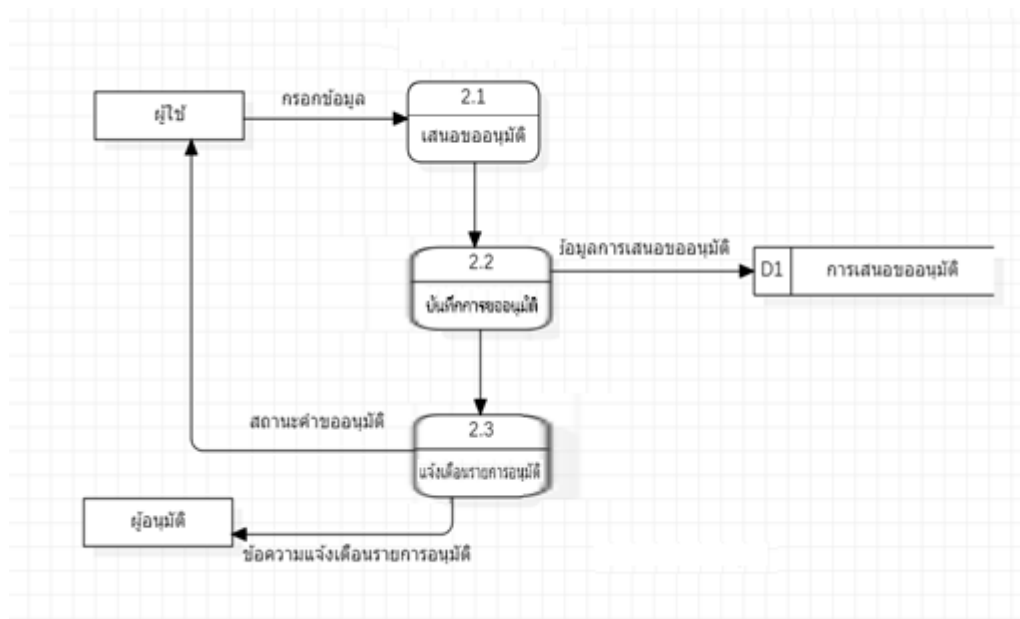 ผู้ใช้
กรอกข้อมูล
2.1
เสนอขออนุมัติ
2.2
บันทึกการขออนุมัติ
ข้อมูลการเสนอขออนุมัติ
D1
การเสนอขออนุมัติ
สถานะคำขออนุมัติ
2.3
แจ้งเตือนรายการอนุมัติ
ผู้อนุมัติ
ข้อความแจ้งเตือนรายการอนุมัติ